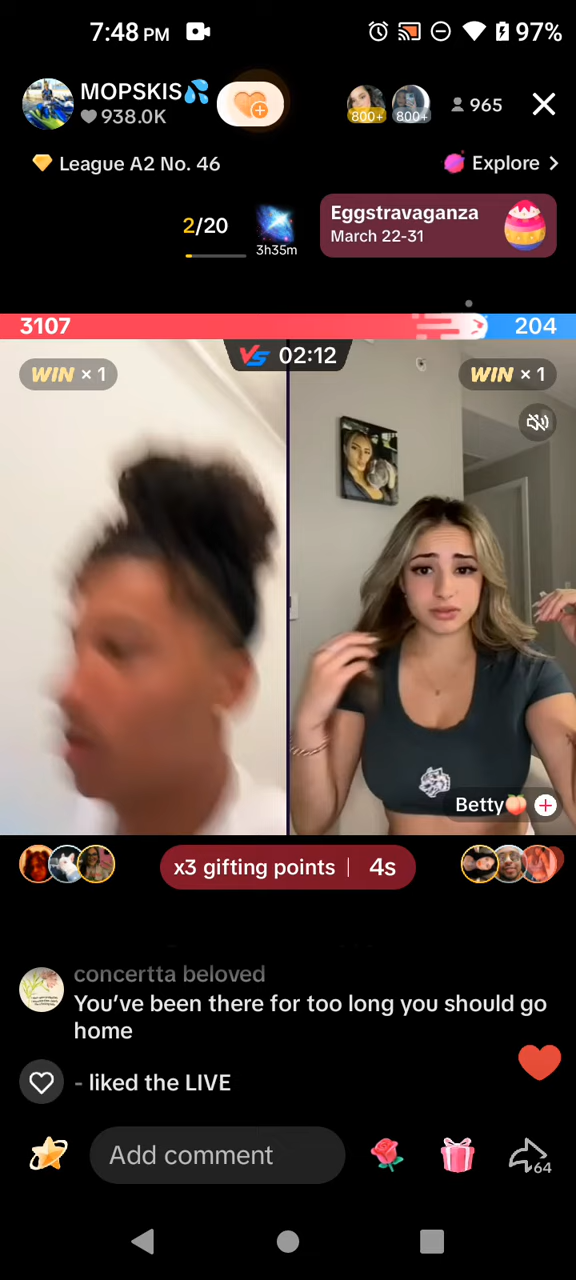 7:48 PM
97%
MOPSKIS💦
938.0K
800+
800+
965
League A2 No. 46
Explore >
2/20
3h35m
Eggstravaganza
March 22-31
3107
204
VS 02:12
WIN × 1
WIN × 1
Betty🍑
x3 gifting points | 4s
concertta beloved
You’ve been there for too long you should go
home
- liked the LIVE
Add comment
64